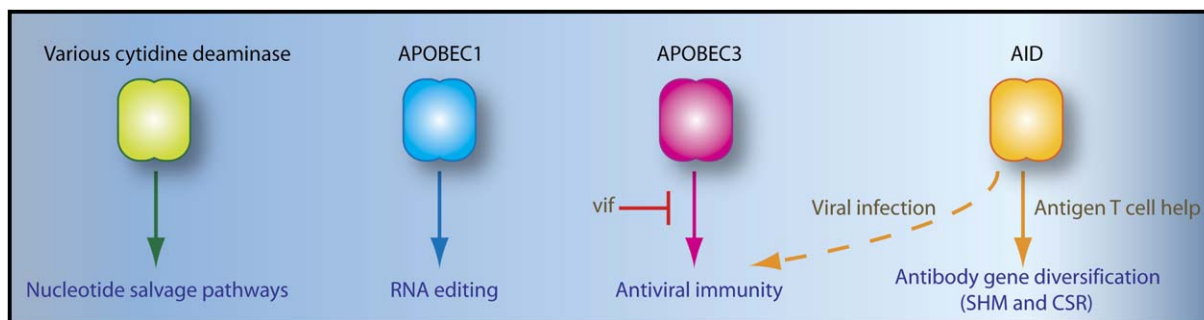 Various cytidine deaminase
APOBEC1
APOBEC3
AID
vif
Viral infection
Antigen T cell help
Nucleotide salvage pathways
RNA editing
Antiviral immunity
Antibody gene diversification
(SHM and CSR)